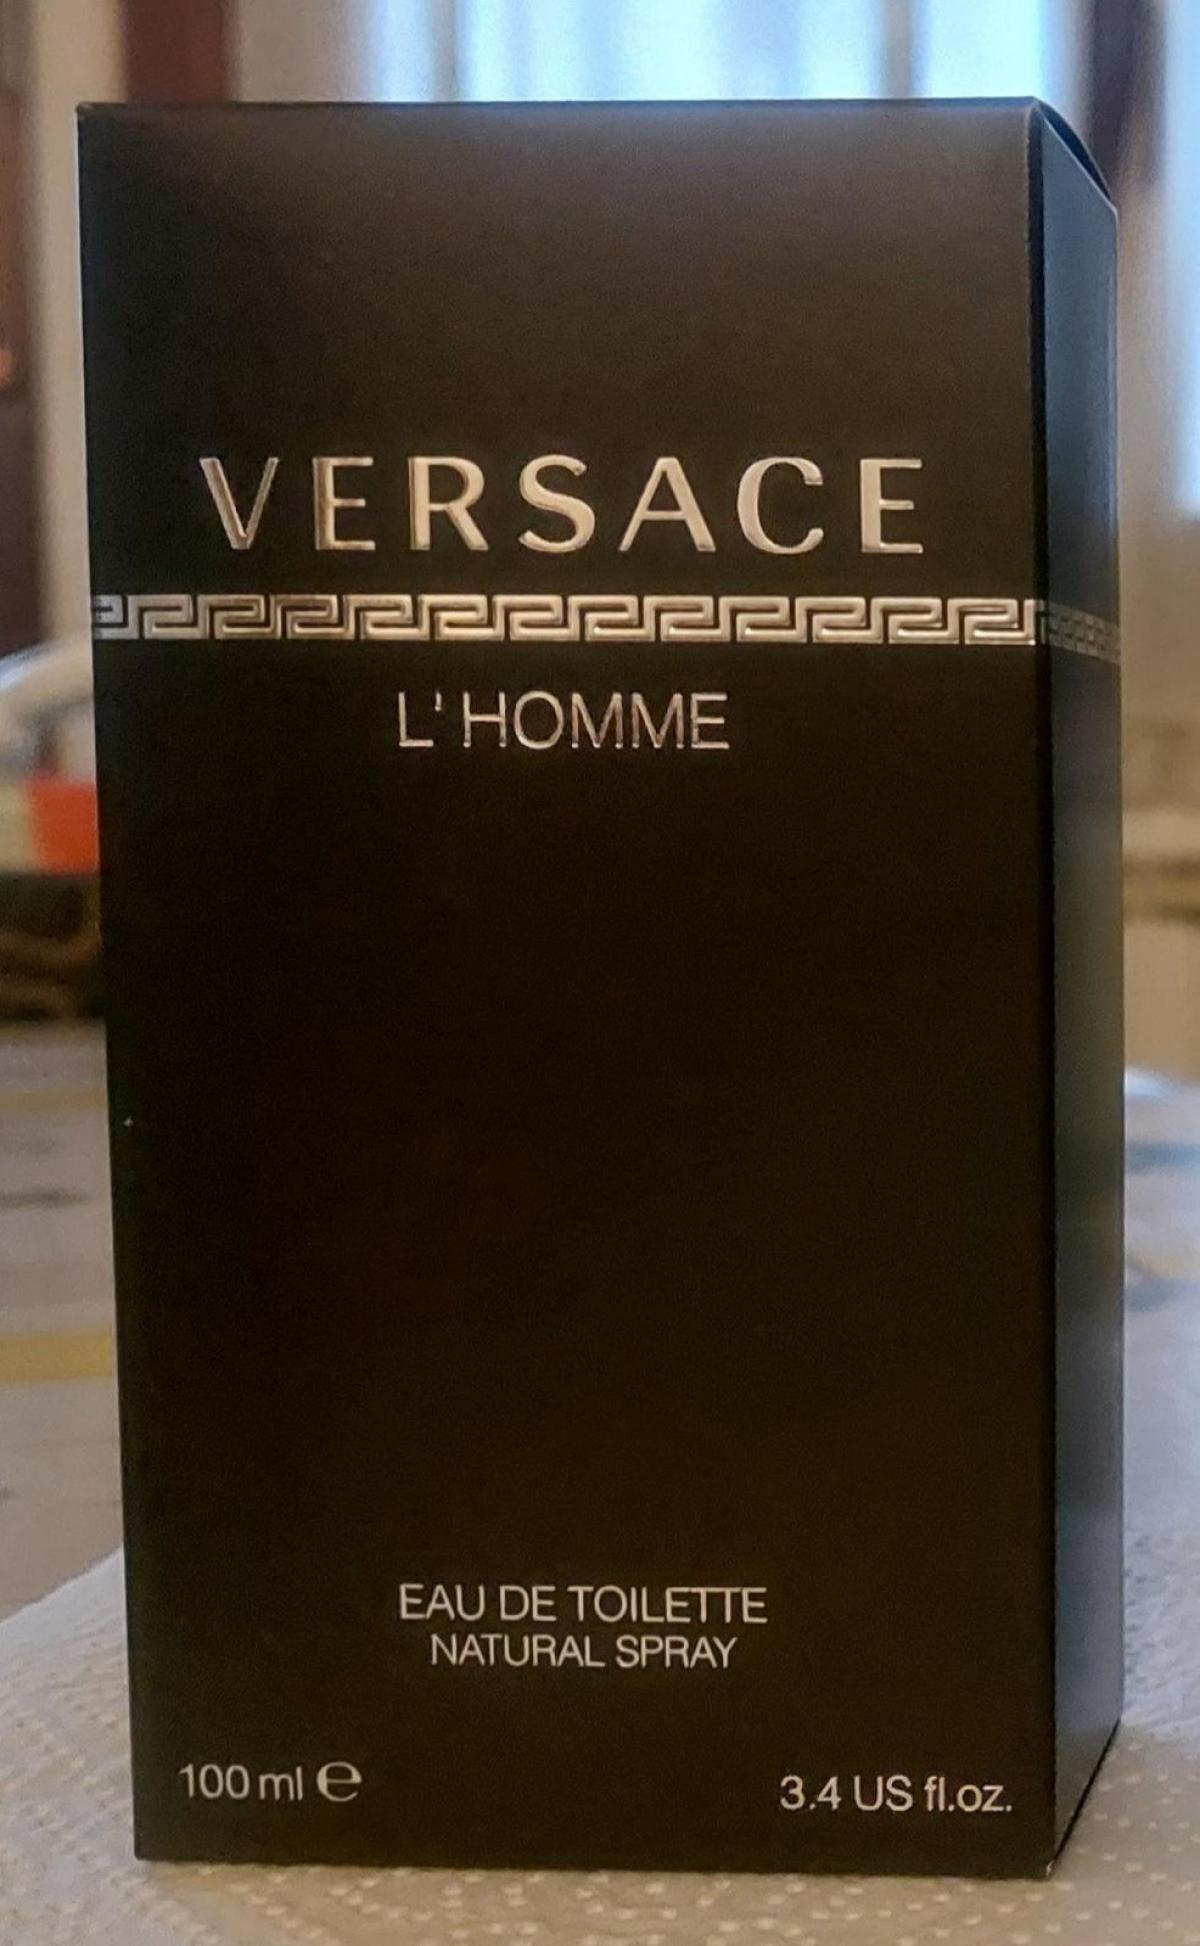 VERSACE
L'HOMME
EAU DE TOILETTE
NATURAL SPRAY
100 ml ℮
3.4 US fl.oz.